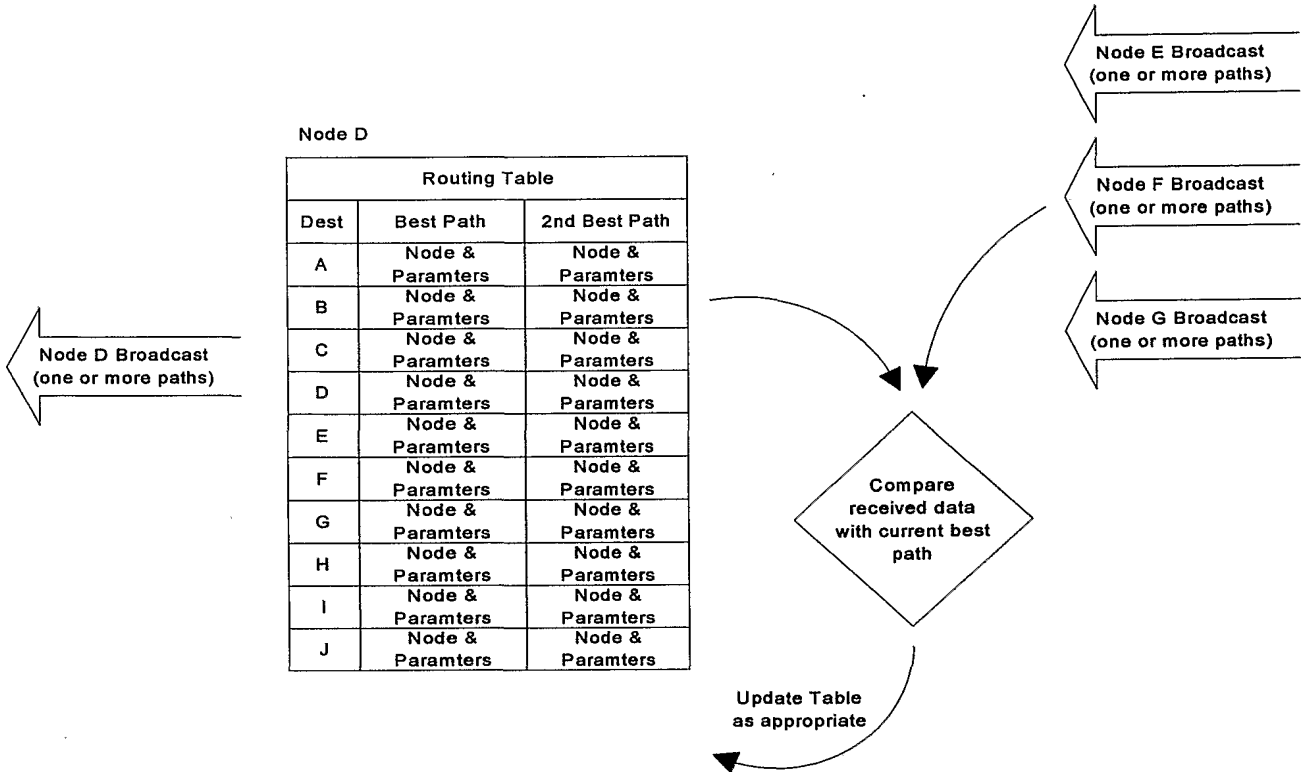 Node E Broadcast
(one or more paths)
Node F Broadcast
(one or more paths)
Node G Broadcast
(one or more paths)
Node D
Routing Table
Dest Best Path 2nd Best Path
A Node & Paramters Node & Paramters
B Node & Paramters Node & Paramters
C Node & Paramters Node & Paramters
D Node & Paramters Node & Paramters
E Node & Paramters Node & Paramters
F Node & Paramters Node & Paramters
G Node & Paramters Node & Paramters
H Node & Paramters Node & Paramters
I Node & Paramters Node & Paramters
J Node & Paramters Node & Paramters
Node D Broadcast
(one or more paths)
Compare
received data
with current best
path
Update Table
as appropriate